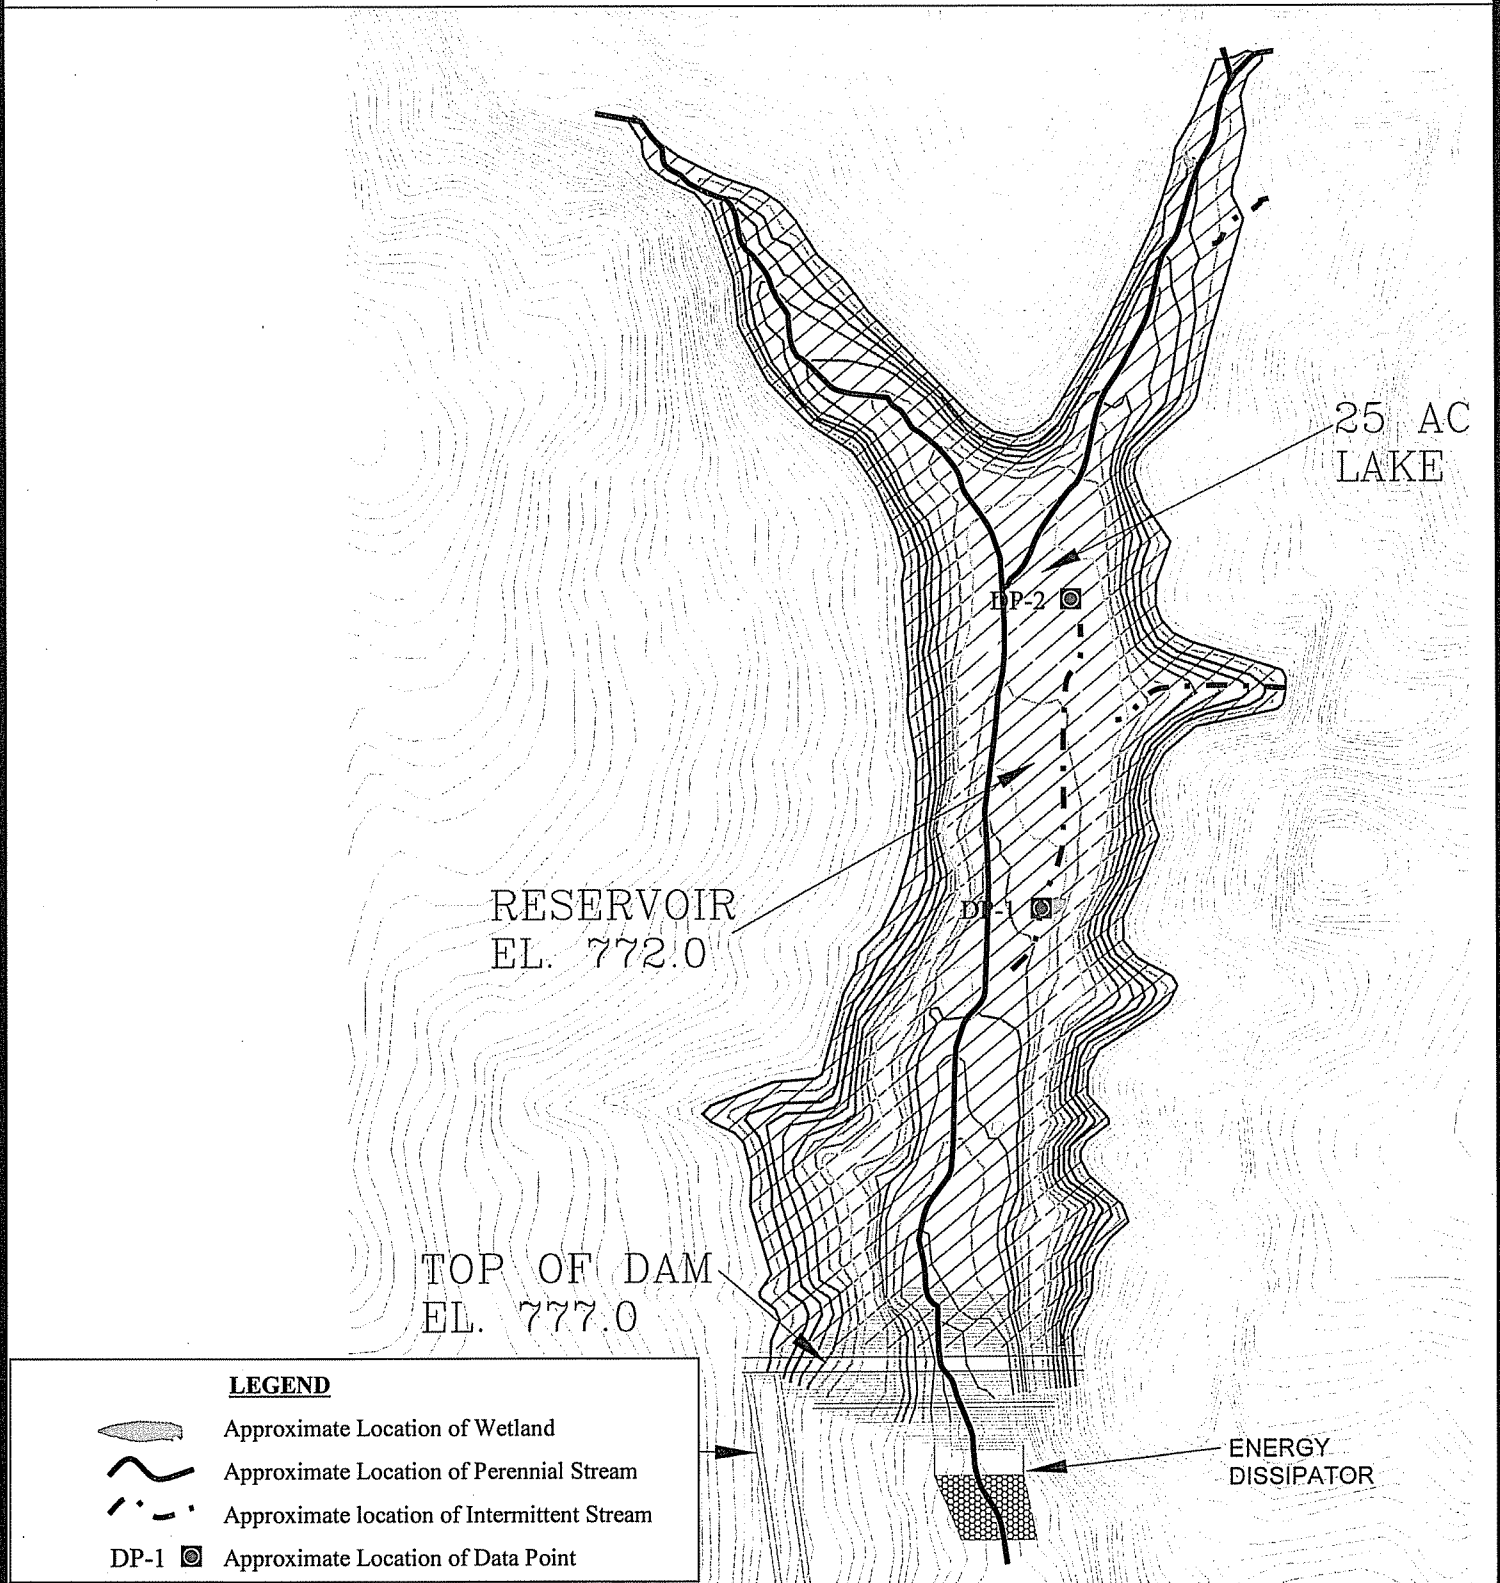 25 AC
LAKE
DP-2
RESERVOIR
EL. 772.0
DP-1
TOP OF DAM
EL. 777.0
LEGEND
Approximate Location of Wetland
Approximate Location of Perennial Stream
Approximate location of Intermittent Stream
DP-1 Approximate Location of Data Point
ENERGY
DISSIPATOR